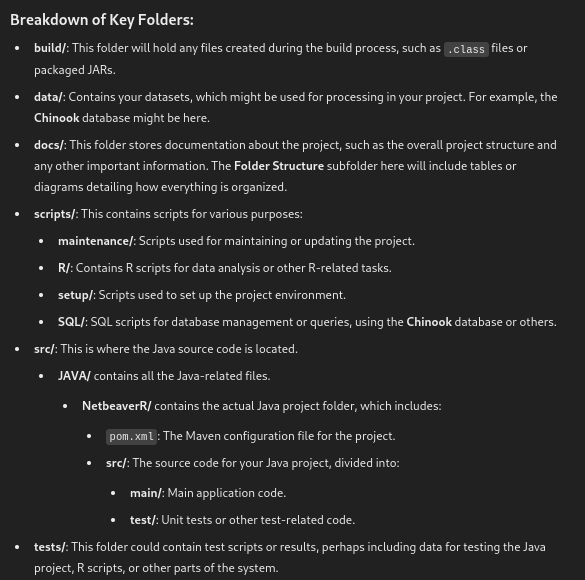 Breakdown of Key Folders:
• build/: This folder will hold any files created during the build process, such as .class files or
packaged JARs.
• data/: Contains your datasets, which might be used for processing in your project. For example, the
Chinook database might be here.
• docs/: This folder stores documentation about the project, such as the overall project structure and
any other important information. The Folder Structure subfolder here will include tables or
diagrams detailing how everything is organized.
• scripts/: This contains scripts for various purposes:
• maintenance/: Scripts used for maintaining or updating the project.
• R/: Contains R scripts for data analysis or other R-related tasks.
• setup/: Scripts used to set up the project environment.
• SQL/: SQL scripts for database management or queries, using the Chinook database or others.
• src/: This is where the Java source code is located.
• JAVA/ contains all the Java-related files.
• NetbeaverR/ contains the actual Java project folder, which includes:
• pom.xml: The Maven configuration file for the project.
• src/: The source code for your Java project, divided into:
• main/: Main application code.
• test/: Unit tests or other test-related code.
• tests/: This folder could contain test scripts or results, perhaps including data for testing the Java
project, R scripts, or other parts of the system.